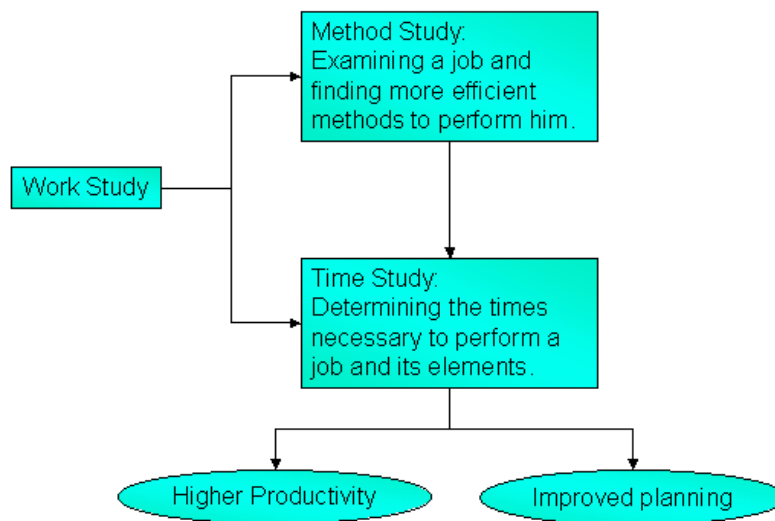 Method Study:
Examining a job and
finding more efficient
methods to perform him.
Work Study
Time Study:
Determining the times
necessary to perform a
job and its elements.
Higher Productivity
Improved planning